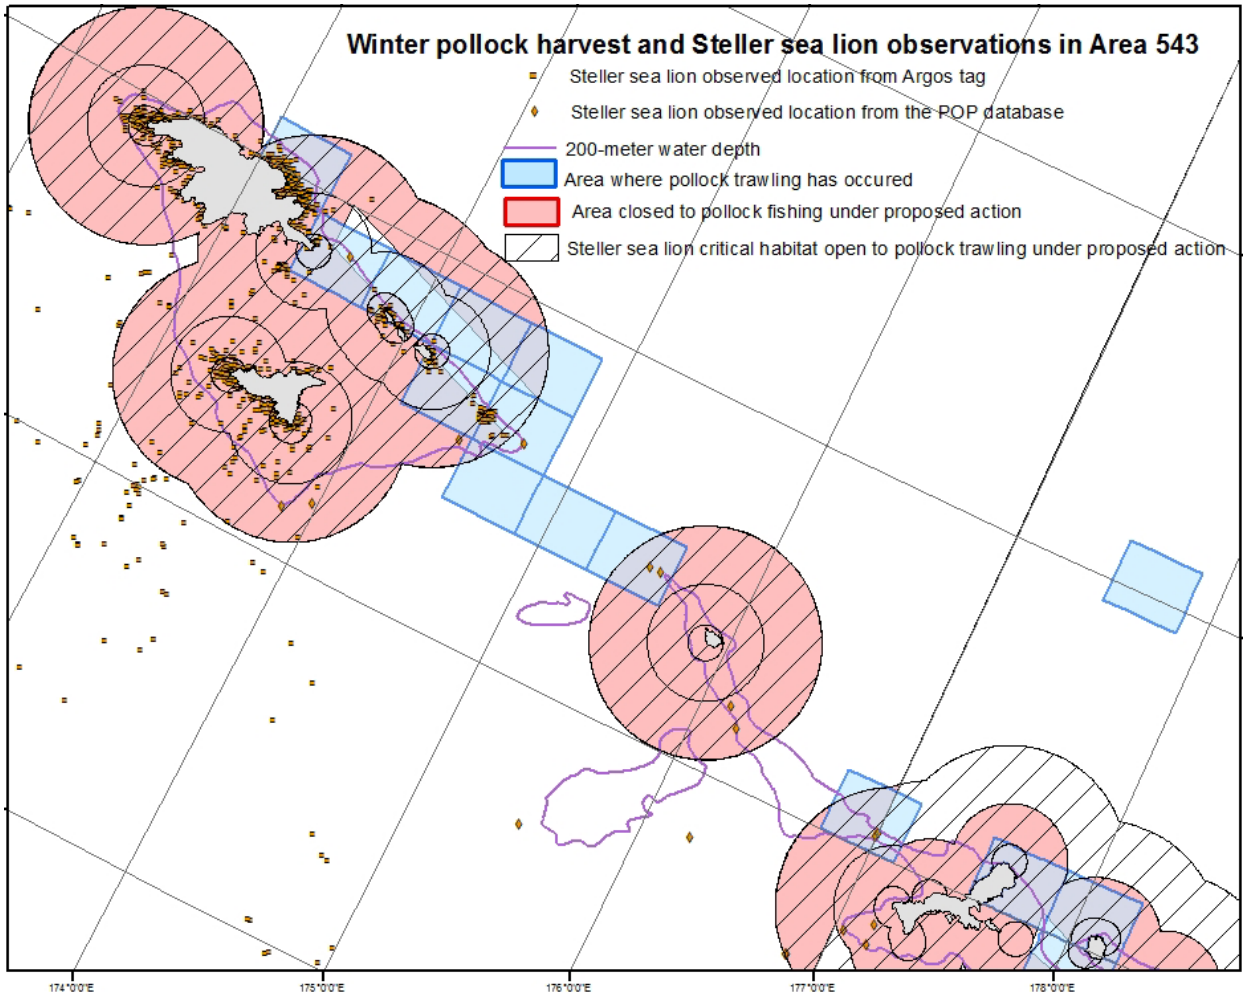 Winter pollock harvest and Steller sea lion observations in Area 543
Steller sea lion observed location from Argos tag
Steller sea lion observed location from the POP database
200-meter water depth
Area where pollock trawling has occured
Area closed to pollock fishing under proposed action
Steller sea lion critical habitat open to pollock trawling under proposed action
174°0'0"E 175°0'0"E 176°0'0"E 177°0'0"E 178°0'0"E